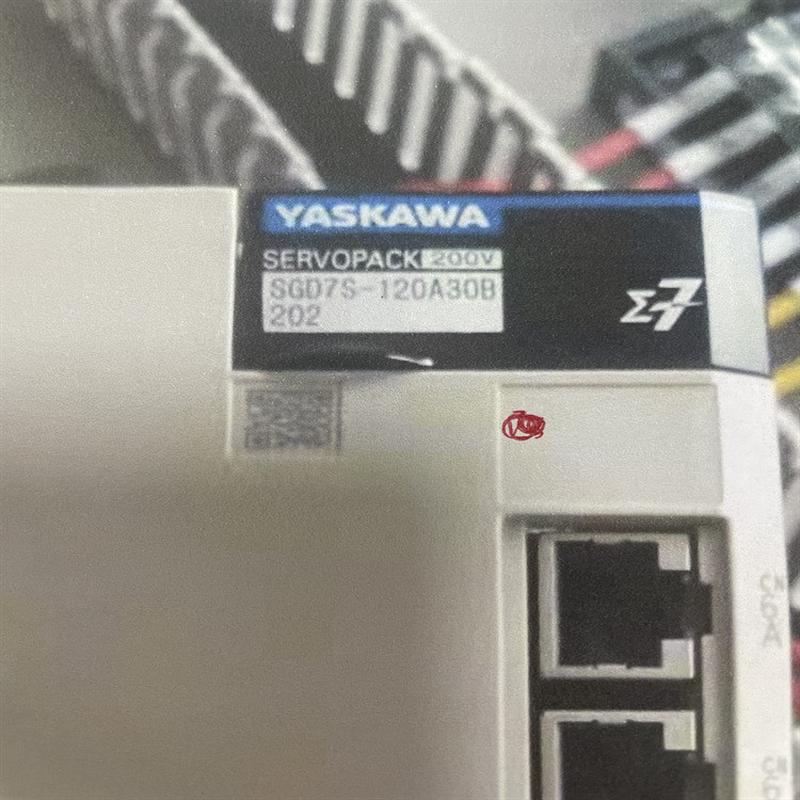 YASKAWA
SERVOPACK 200V
SGD7S-120A30B
202
Σ7
CN6A